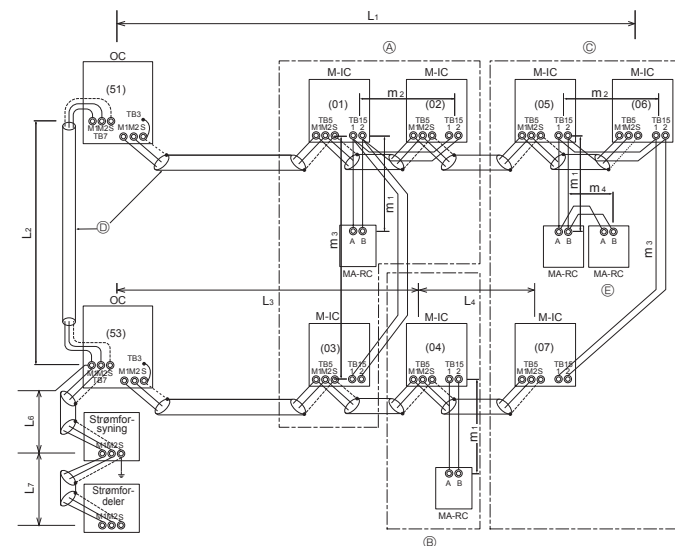 L1
Ⓐ
Ⓒ
OC
M-IC
M-IC
M-IC
M-IC
(51)
(01)
m2
(02)
(05)
m2
(06)
TB3
TB5
TB15
TB5
TB15
TB5
TB15
TB5
TB15
M1M2S
M1M2S
M1M2S
1 2
M1M2S
1 2
M1M2S
1 2
M1M2S
1 2
TB7
m1
m1
m4
L2
Ⓓ
m3
m3
A B
A B
A B
MA-RC
MA-RC
MA-RC
Ⓔ
L3
L4
OC
M-IC
M-IC
M-IC
(53)
(03)
(04)
(07)
TB3
TB5
TB15
TB5
TB15
TB5
TB15
M1M2S
M1M2S
M1M2S
1 2
M1M2S
1 2
M1M2S
1 2
TB7
L6
Strømfor-
syning
M1M2S
m1
L7
A B
Strømfor-
deler
M1M2S
MA-RC
Ⓑ